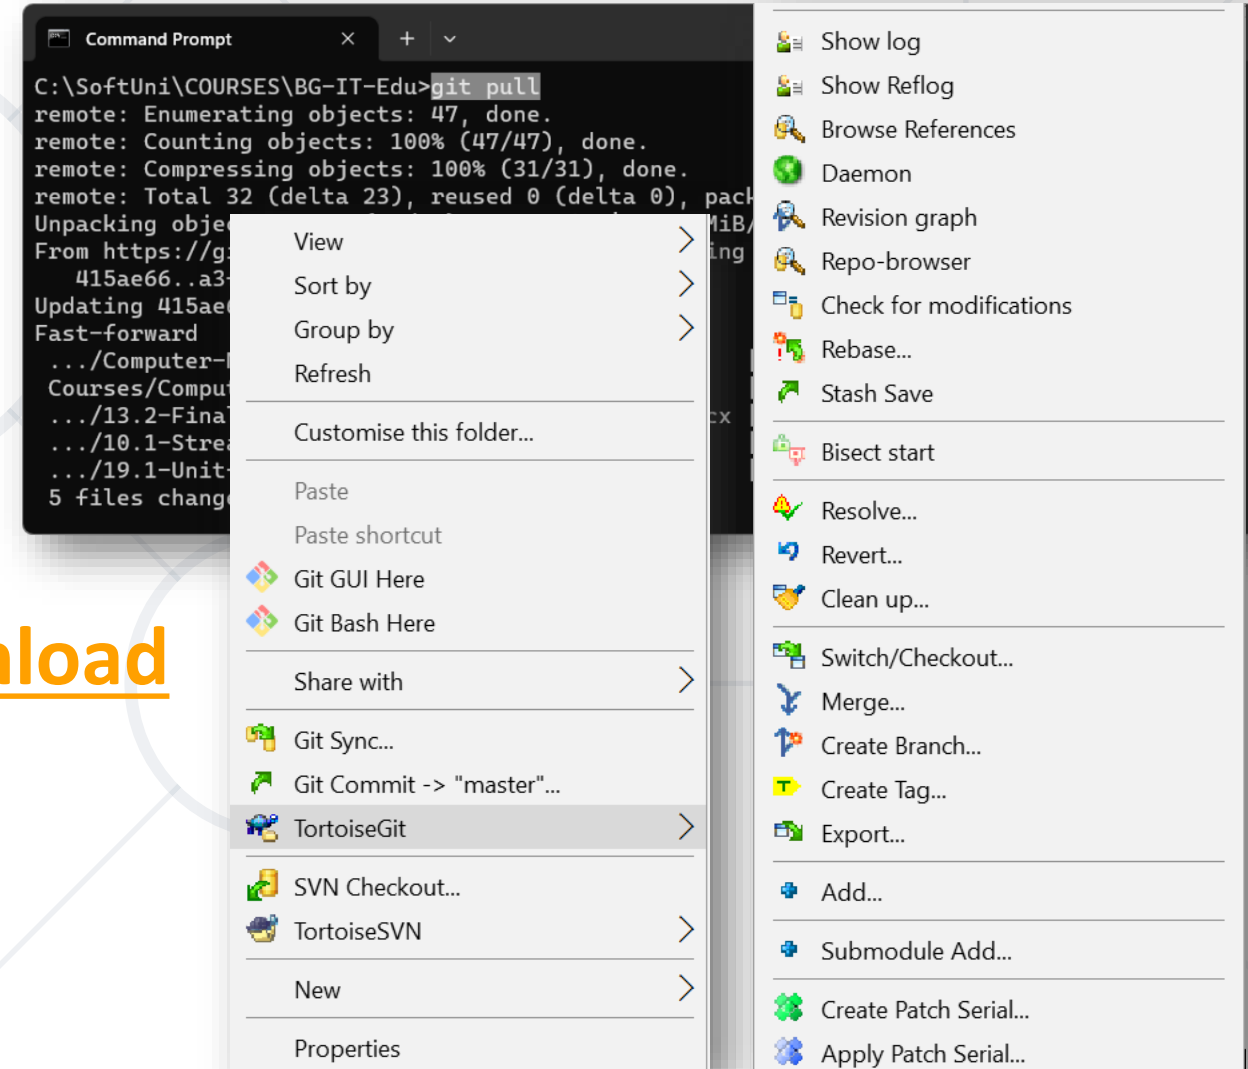 Command Prompt
C:\SoftUni\COURSES\BG-IT-Edu>git pull
remote: Enumerating objects: 47, done.
remote: Counting objects: 100% (47/47), done.
remote: Compressing objects: 100% (31/31), done.
remote: Total 32 (delta 23), reused 0 (delta 0), pack
Unpacking obje MiB/
From https://g ing
415ae66..a3
Updating 415ae
Fast-forward
.../Computer-
Courses/Compu
.../13.2-Fina cx
.../10.1-Strea
.../19.1-Unit-
5 files chang
nload
View
Sort by
Group by
Refresh
Customise this folder...
Paste
Paste shortcut
Git GUI Here
Git Bash Here
Share with
Git Sync...
Git Commit -> "master"...
TortoiseGit
SVN Checkout...
TortoiseSVN
New
Properties
Show log
Show Reflog
Browse References
Daemon
Revision graph
Repo-browser
Check for modifications
Rebase...
Stash Save
Bisect start
Resolve...
Revert...
Clean up...
Switch/Checkout...
Merge...
Create Branch...
Create Tag...
Export...
Add...
Submodule Add...
Create Patch Serial...
Apply Patch Serial...